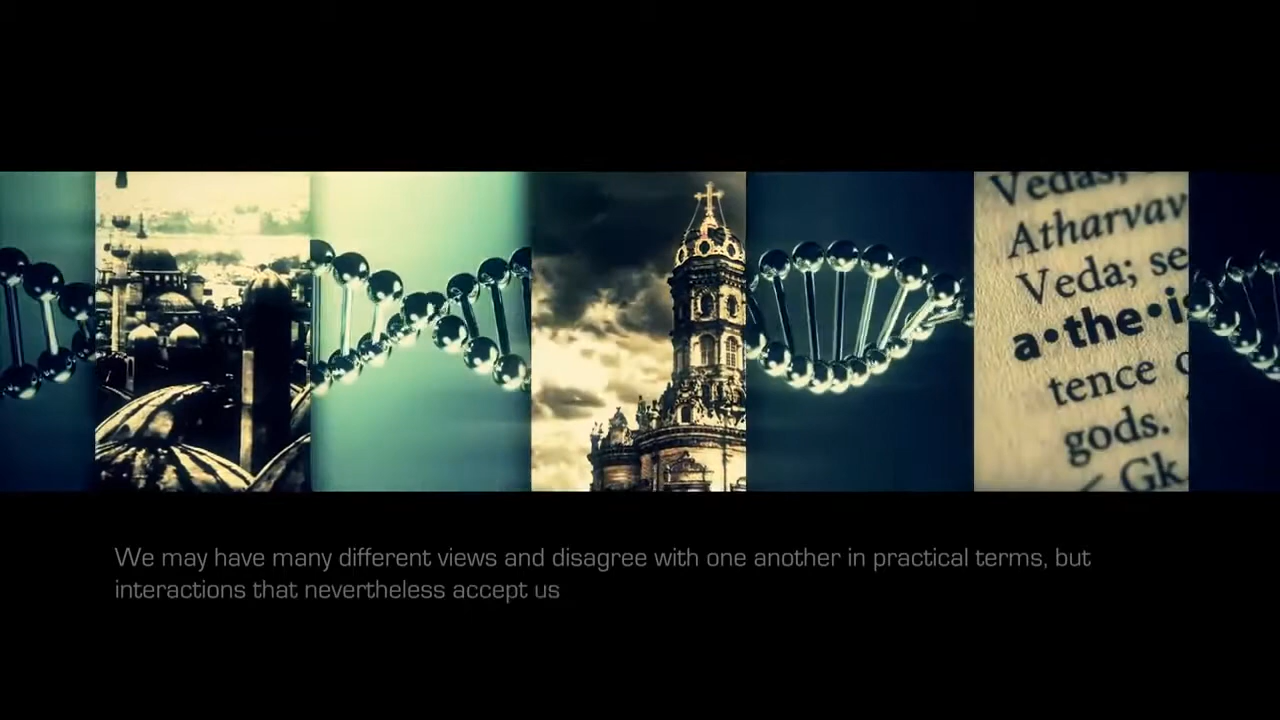 Vedas,
Atharvav
Veda; se
a•the•is
tence
gods.
— Gk
We may have many different views and disagree with one another in practical terms, but
interactions that nevertheless accept us